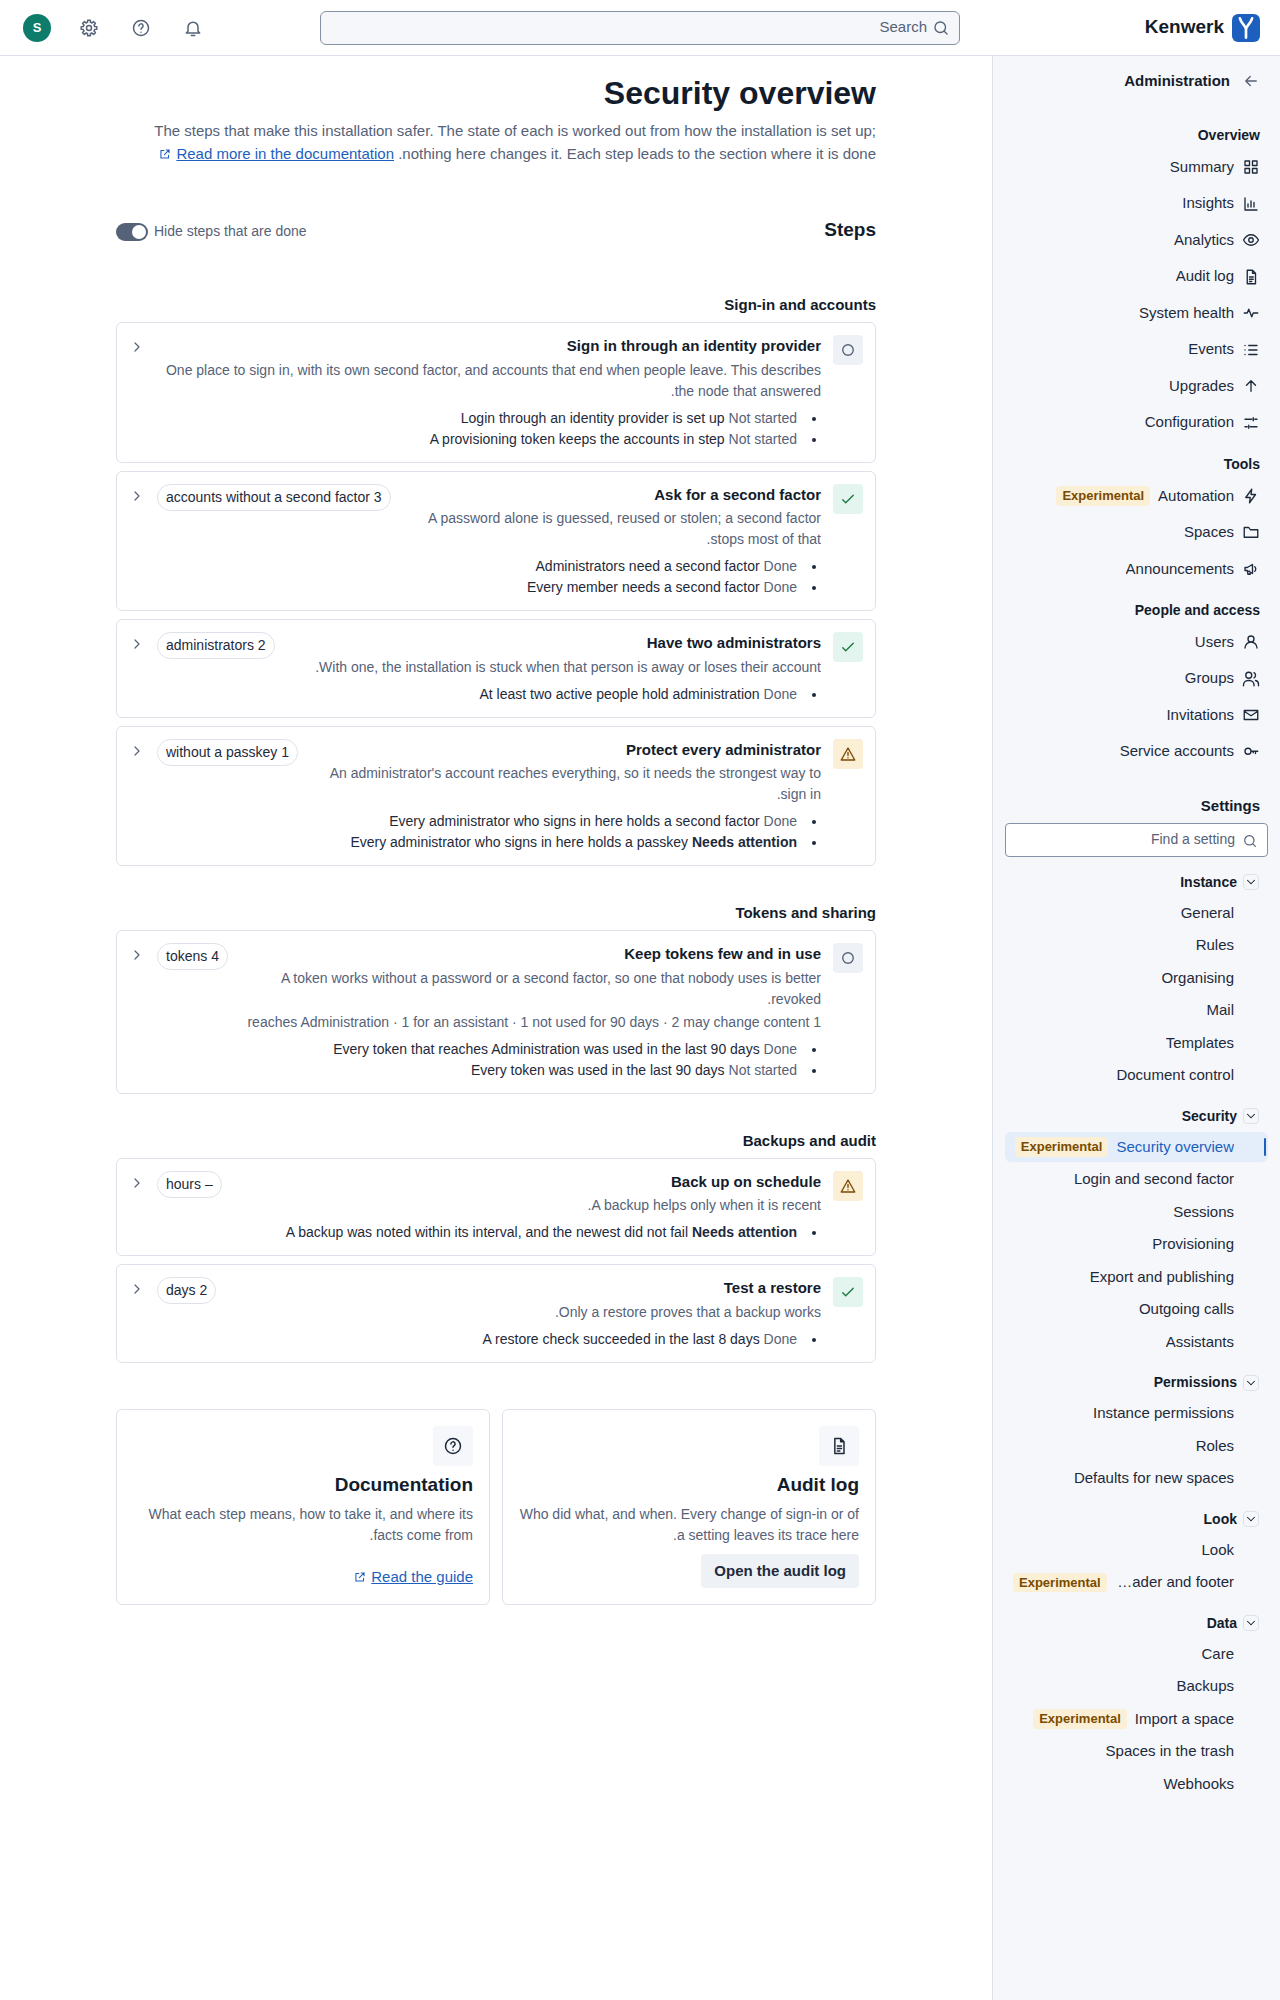 Kenwerk
Search
S
Administration
Overview
Summary
Insights
Analytics
Audit log
System health
Events
Upgrades
Configuration
Tools
Automation Experimental
Spaces
Announcements
People and access
Users
Groups
Invitations
Service accounts
Settings
Find a setting
Instance
General
Rules
Organising
Mail
Templates
Document control
Security
Security overview Experimental
Login and second factor
Sessions
Provisioning
Export and publishing
Outgoing calls
Assistants
Permissions
Instance permissions
Roles
Defaults for new spaces
Look
Look
…ader and footer Experimental
Data
Care
Backups
Import a space Experimental
Spaces in the trash
Webhooks
Security overview
The steps that make this installation safer. The state of each is worked out from how the installation is set up;
nothing here changes it. Each step leads to the section where it is done. Read more in the documentation
Steps
Hide steps that are done
Sign-in and accounts
Sign in through an identity provider
One place to sign in, with its own second factor, and accounts that end when people leave. This describes
the node that answered.
Login through an identity provider is set up Not started
A provisioning token keeps the accounts in step Not started
Ask for a second factor
accounts without a second factor 3
A password alone is guessed, reused or stolen; a second factor
stops most of that.
Administrators need a second factor Done
Every member needs a second factor Done
Have two administrators
administrators 2
With one, the installation is stuck when that person is away or loses their account.
At least two active people hold administration Done
Protect every administrator
without a passkey 1
An administrator's account reaches everything, so it needs the strongest way to
sign in.
Every administrator who signs in here holds a second factor Done
Every administrator who signs in here holds a passkey Needs attention
Tokens and sharing
Keep tokens few and in use
tokens 4
A token works without a password or a second factor, so one that nobody uses is better
revoked.
reaches Administration · 1 for an assistant · 1 not used for 90 days · 2 may change content 1
Every token that reaches Administration was used in the last 90 days Done
Every token was used in the last 90 days Not started
Backups and audit
Back up on schedule
hours –
A backup helps only when it is recent.
A backup was noted within its interval, and the newest did not fail Needs attention
Test a restore
days 2
Only a restore proves that a backup works.
A restore check succeeded in the last 8 days Done
Audit log
Who did what, and when. Every change of sign-in or of
a setting leaves its trace here.
Open the audit log
Documentation
What each step means, how to take it, and where its
facts come from.
Read the guide